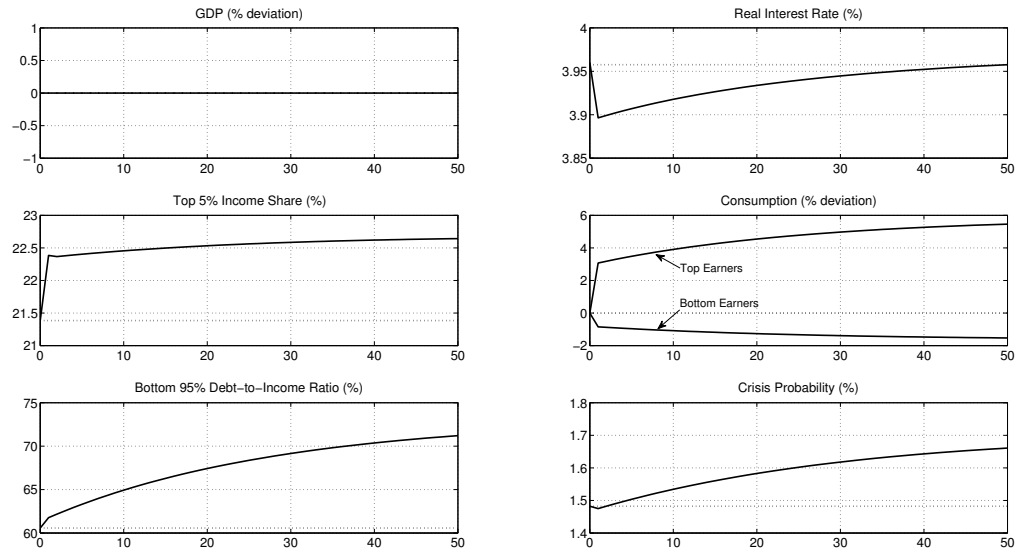 GDP (% deviation)
1
0.5
0
−0.5
−1
0 10 20 30 40 50
Real Interest Rate (%)
4
3.95
3.9
3.85
0 10 20 30 40 50
Top 5% Income Share (%)
23
22.5
22
21.5
21
0 10 20 30 40 50
Consumption (% deviation)
6
4
2
0
−2
Top Earners
Bottom Earners
0 10 20 30 40 50
Bottom 95% Debt−to−Income Ratio (%)
75
70
65
60
0 10 20 30 40 50
Crisis Probability (%)
1.8
1.7
1.6
1.5
1.4
0 10 20 30 40 50